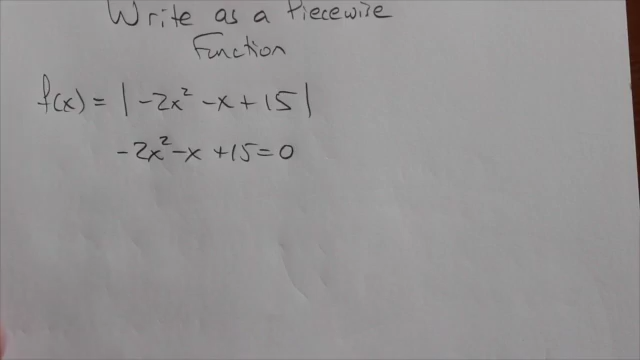 Write as a Piecewise
Function
f(x) = | -2x² - x + 15 |
-2x² - x + 15 = 0